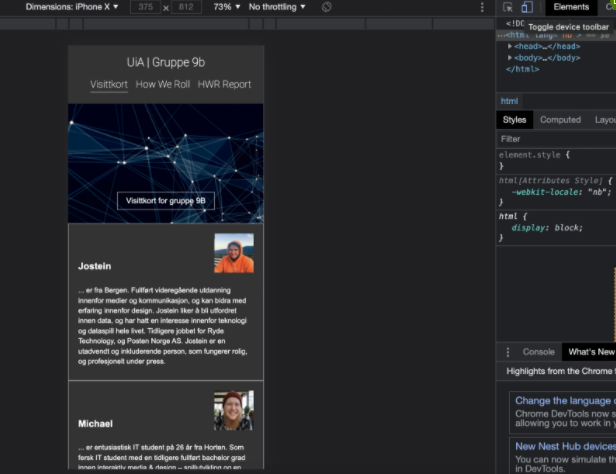 Dimensions: iPhone X ▼ 375 x 812 73% ▼ No throttling ▼
Elements
Toggle device toolbar
<!DOC
<html lang="nb"> == $0
▶<head>…</head>
▶<body>…</body>
</html>
html
Styles Computed Layou
Filter
element.style {
}
html[Attributes Style] {
-webkit-locale: "nb";
}
html {
display: block;
}
UiA | Gruppe 9b
Visittkort How We Roll HWR Report
Visittkort for gruppe 9B
Jostein
... er fra Bergen. Fullført videregående utdanning
innenfor medier og kommunikasjon, og kan bidra med
erfaring innenfor design. Jostein liker å bli utfordret
innen data, og har hatt en interesse innenfor teknologi
og dataspill hele livet. Tidligere jobbet for Ryde
Technology, og Posten Norge AS. Jostein er en
utadvendt og inkluderende person, som fungerer rolig,
og profesjonelt under press.
Michael
... er entusiastisk IT student på 26 år fra Horten. Som
fersk IT student med en tidligere fullført bachelor grad
innen interaktiv media & design – spillutvikling og en
Console What's New
Highlights from the Chrome
Change the language
Chrome DevTools now s
allowing you to work in y
New Nest Hub devices
You can now simulate th
in DevTools.